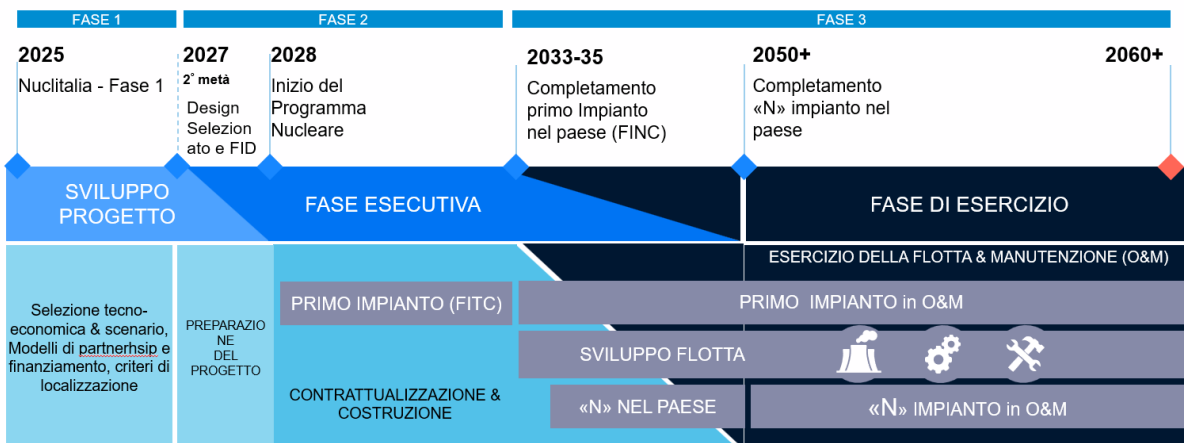 FASE 1
FASE 2
FASE 3
2025
Nuclitalia - Fase 1
2027
2° metà
Design
Selezion
ato e FID
2028
Inizio del
Programma
Nucleare
2033-35
Completamento
primo Impianto
nel paese (FINC)
2050+
Completamento
«N» impianto nel
paese
2060+
SVILUPPO
PROGETTO
FASE ESECUTIVA
FASE DI ESERCIZIO
ESERCIZIO DELLA FLOTTA & MANUTENZIONE (O&M)
Selezione tecno-
economica & scenario,
Modelli di partnerhsip e
finanziamento, criteri di
localizzazione
PREPARAZIO
NE
DEL
PROGETTO
PRIMO IMPIANTO (FITC)
PRIMO IMPIANTO in O&M
SVILUPPO FLOTTA
CONTRATTUALIZZAZIONE &
COSTRUZIONE
«N» NEL PAESE
«N» IMPIANTO in O&M